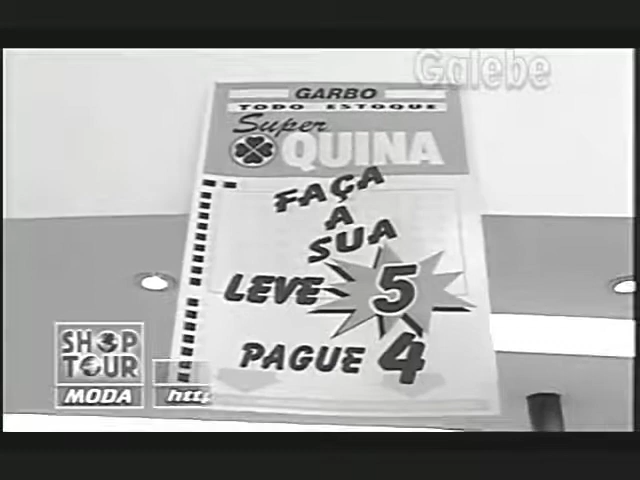 Galebe
GARBO
TODO ESTOQUE
Super
QUINA
FAÇA
A
SUA
LEVE 5
PAGUE 4
SHOP
TOUR
MODA
http